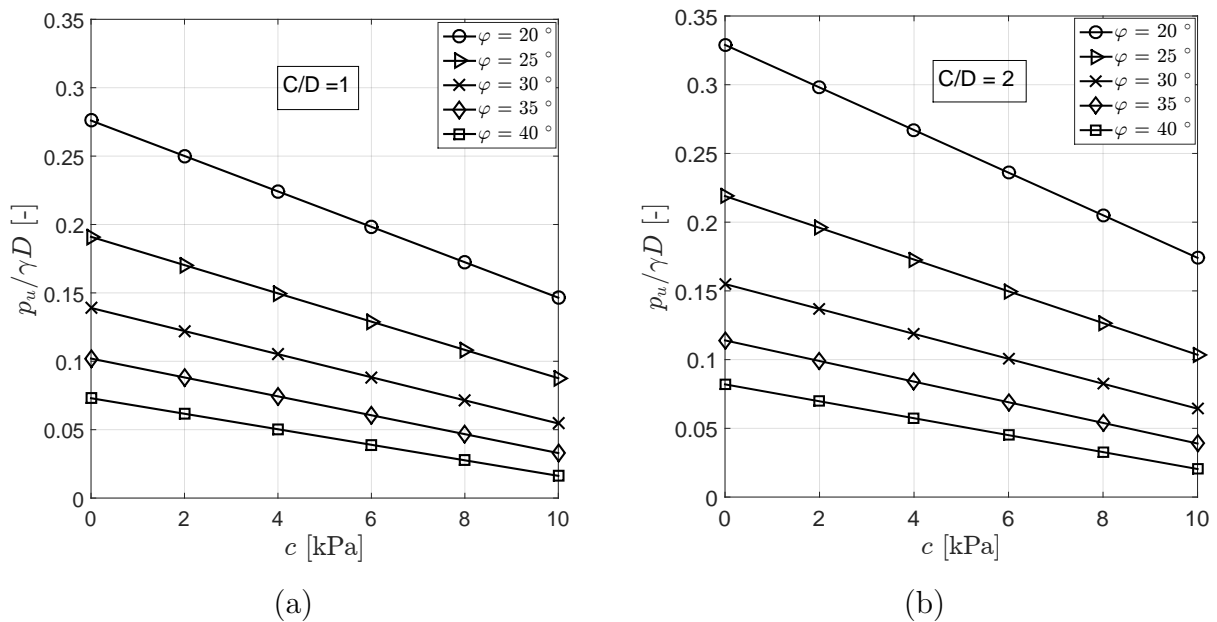 0.35
0.3
0.25
0.2
0.15
0.1
0.05
0
0 2 4 6 8 10
p_u/γD [-]
c [kPa]
C/D =1
φ = 20 °
φ = 25 °
φ = 30 °
φ = 35 °
φ = 40 °
(a)
0.35
0.3
0.25
0.2
0.15
0.1
0.05
0
0 2 4 6 8 10
p_u/γD [-]
c [kPa]
C/D = 2
φ = 20 °
φ = 25 °
φ = 30 °
φ = 35 °
φ = 40 °
(b)